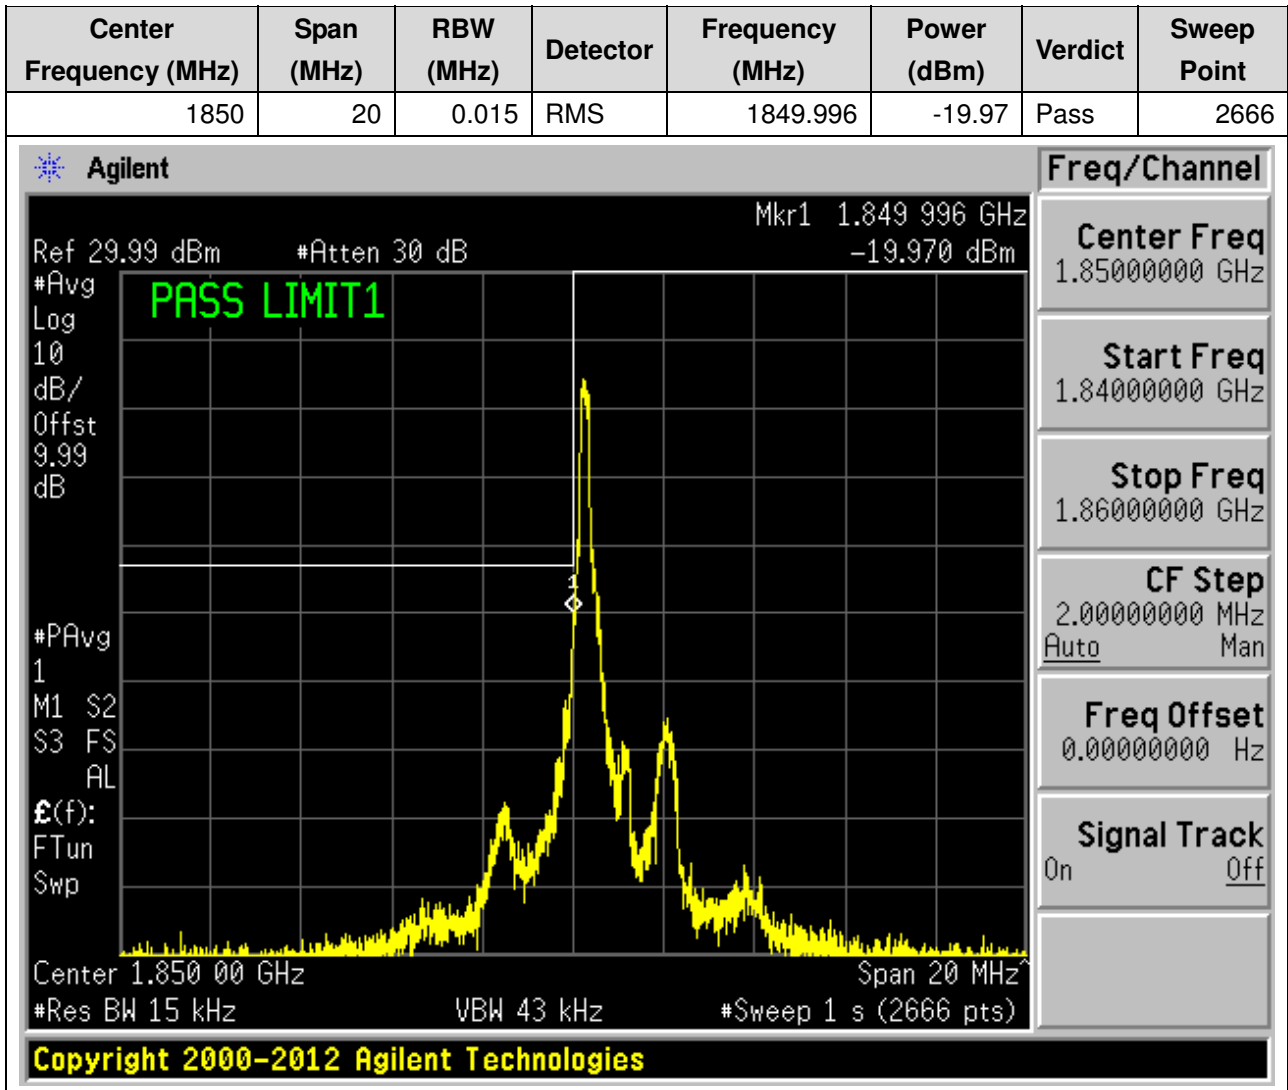 Center Frequency (MHz) Span (MHz) RBW (MHz) Detector Frequency (MHz) Power (dBm) Verdict Sweep Point
1850 20 0.015 RMS 1849.996 -19.97 Pass 2666
Agilent
Freq/Channel
Mkr1 1.849 996 GHz
Ref 29.99 dBm #Atten 30 dB -19.970 dBm
#Avg
Log
10
dB/
Offst
9.99
dB
PASS LIMIT1
1
#PAvg
1
M1 S2
S3 FS
AL
£(f):
FTun
Swp
Center 1.850 00 GHz Span 20 MHz^
#Res BW 15 kHz VBW 43 kHz #Sweep 1 s (2666 pts)
Center Freq
1.85000000 GHz
Start Freq
1.84000000 GHz
Stop Freq
1.86000000 GHz
CF Step
2.00000000 MHz
Auto Man
Freq Offset
0.00000000 Hz
Signal Track
On Off
Copyright 2000-2012 Agilent Technologies